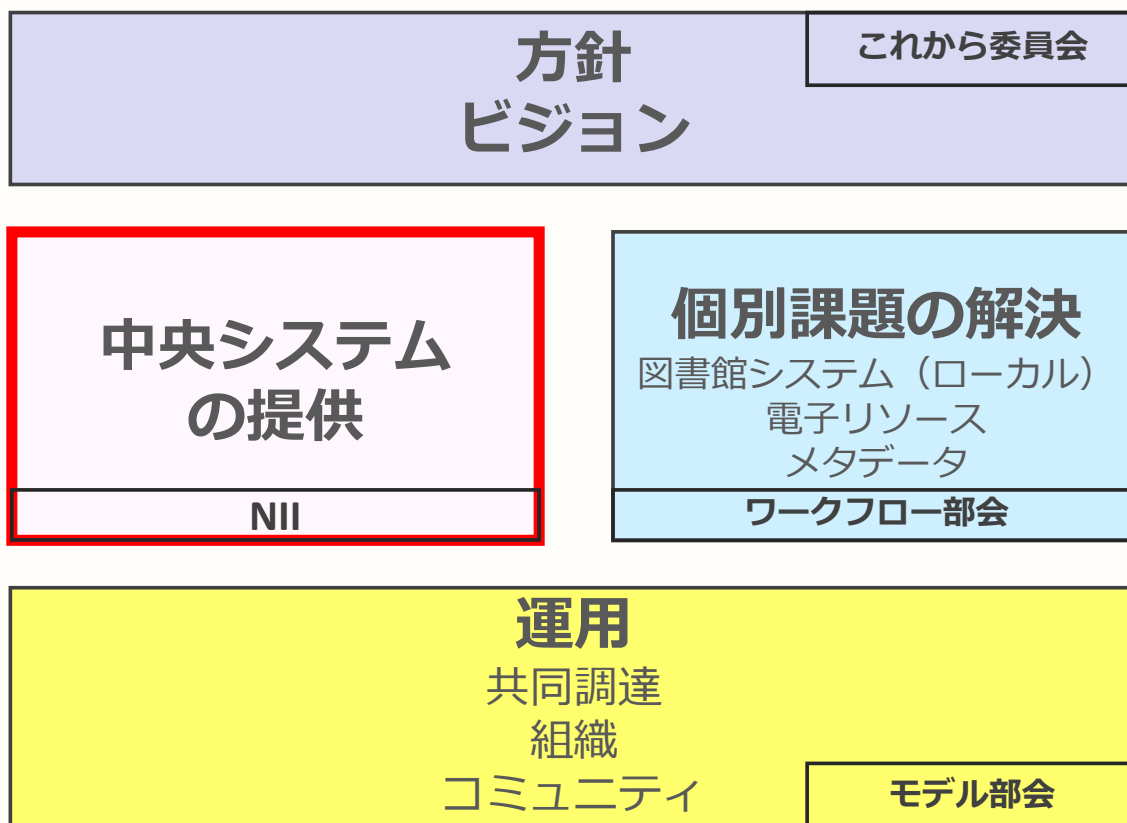 方針
ビジョン
これから委員会
中央システム
の提供
NII
個別課題の解決
図書館システム（ローカル）
電子リソース
メタデータ
ワークフロー部会
運用
共同調達
組織
コミュニティ
モデル部会